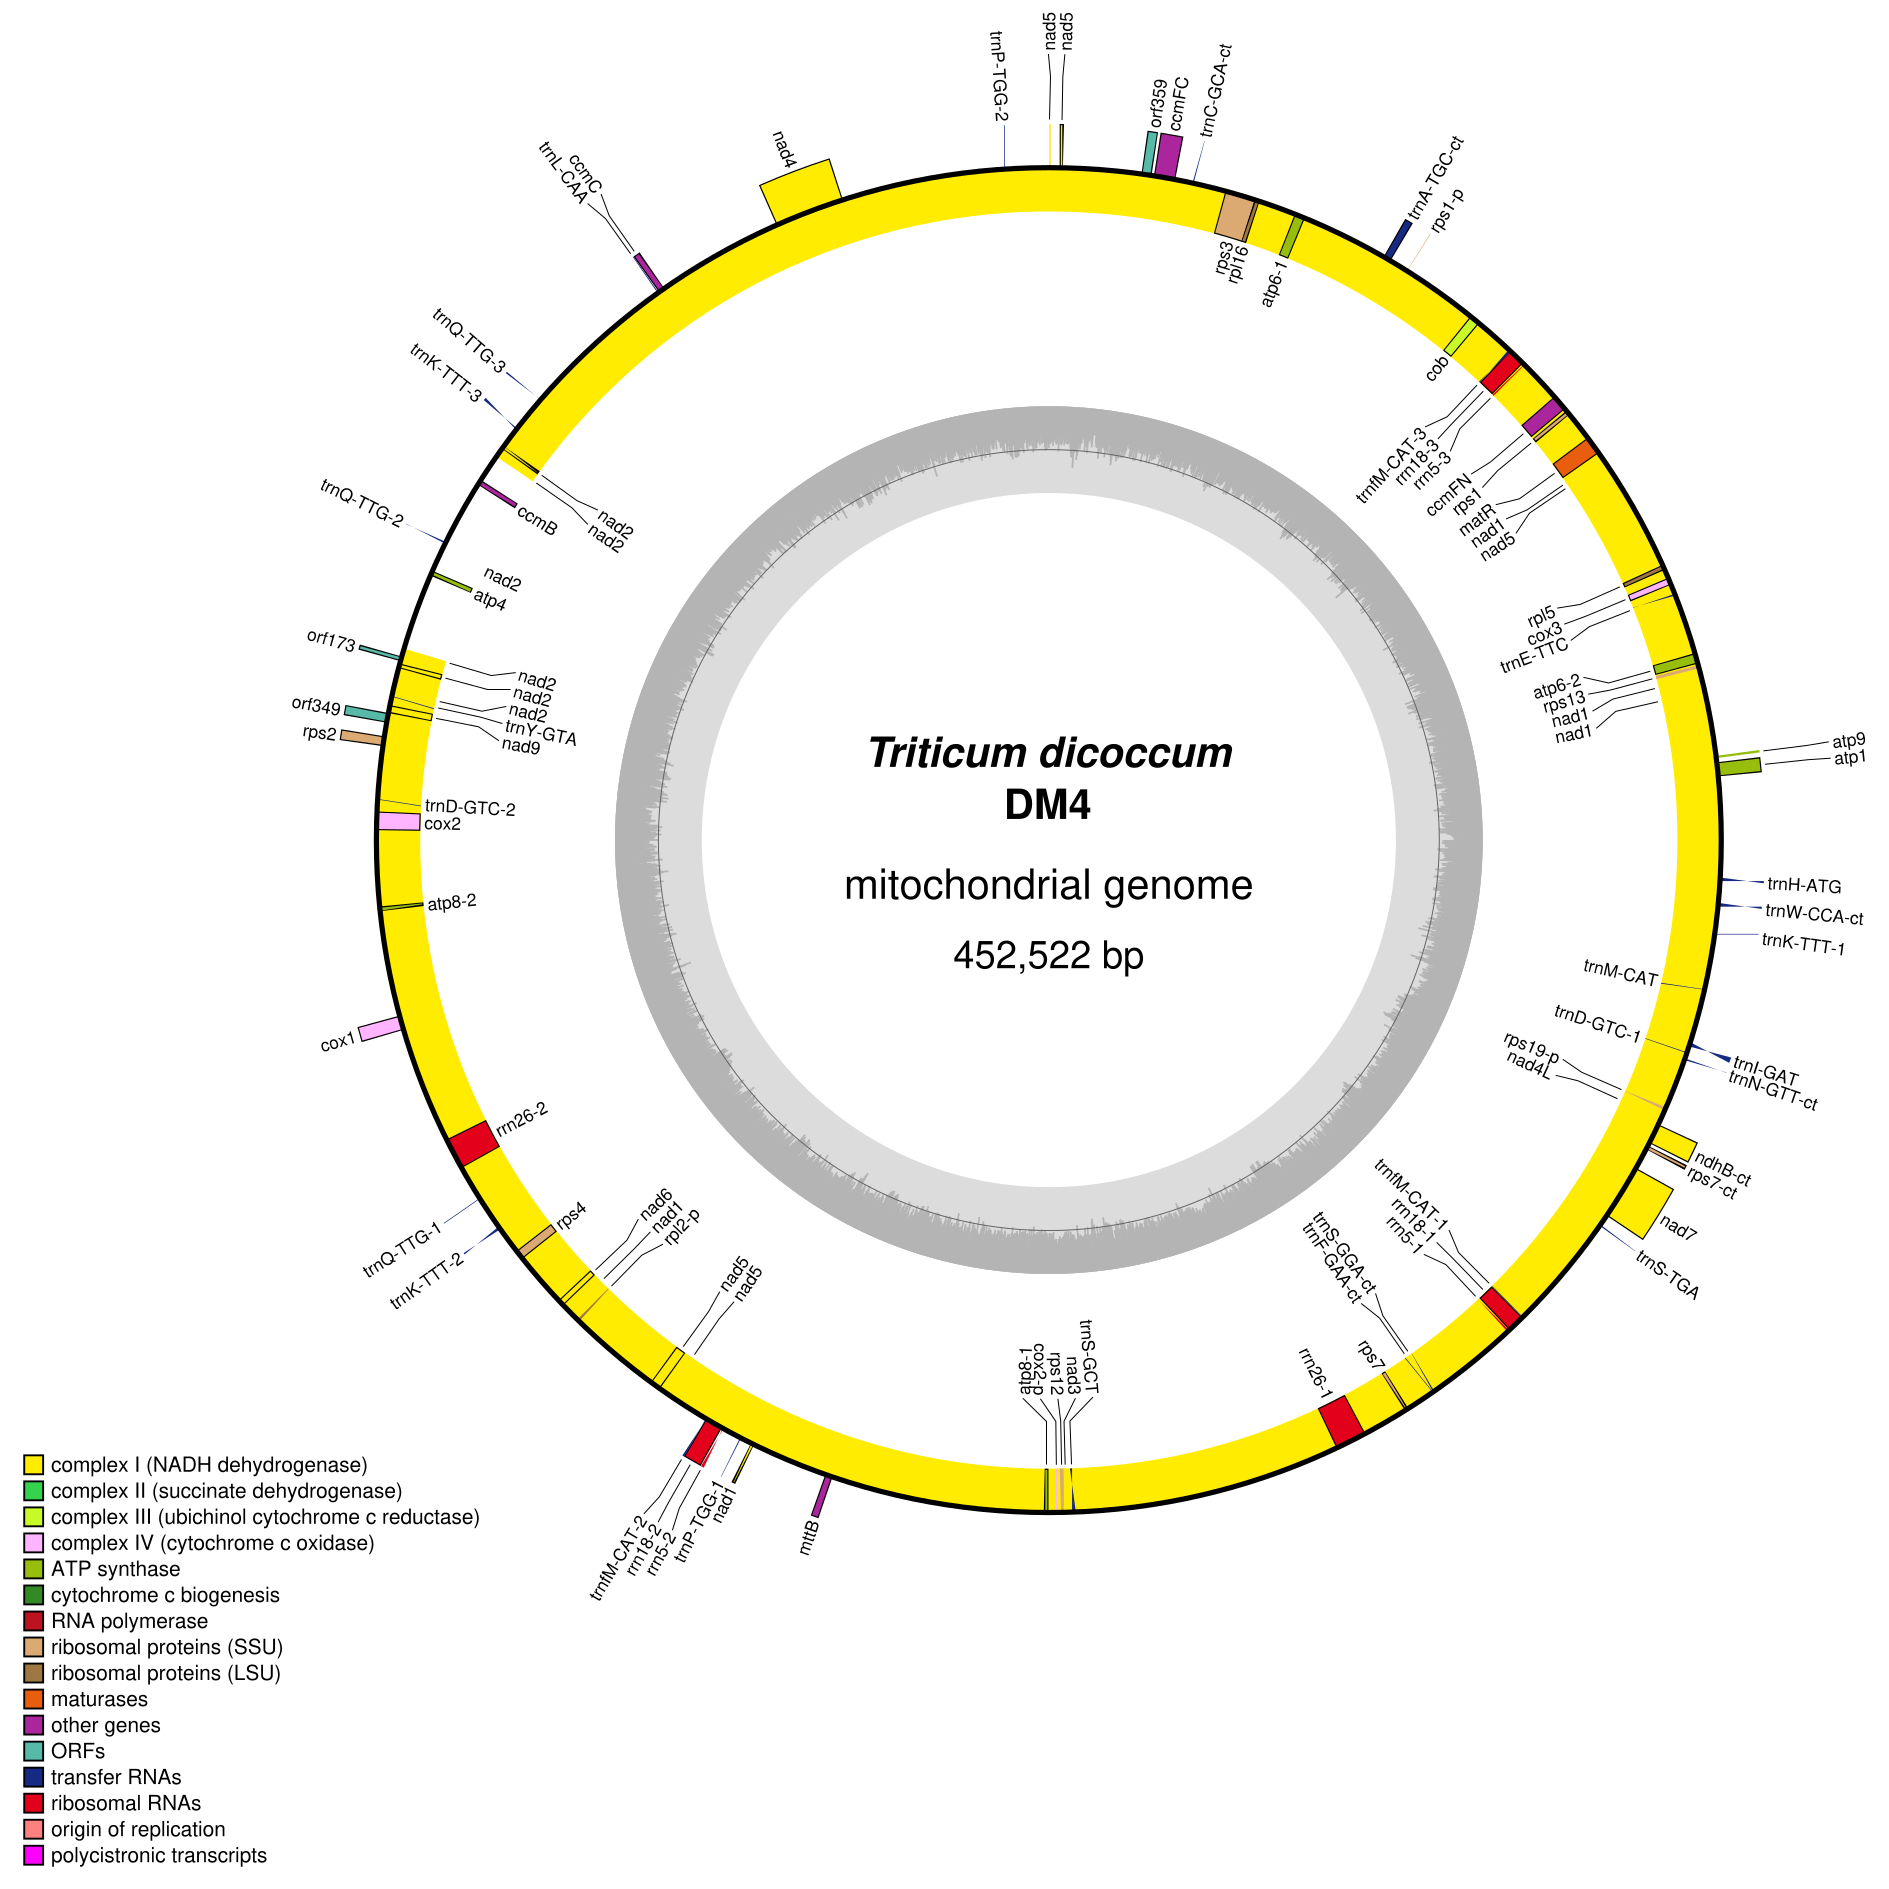 nad5
nad5
trnP-TGG-2
orf359
ccmFC
trnC-GCA-ct
trnA-TGC-ct
rps1-p
nad4
ccmC
trnL-CAA
trnQ-TTG-3
trnK-TTT-3
rps3
rpl16
atp6-1
cob
trnfM-CAT-3
rrn18-3
rrn5-3
ccmFN
rps1
matR
nad1
nad5
nad2
nad2
ccmB
trnQ-TTG-2
nad2
atp4
rpl5
cox3
trnE-TTC
orf173
nad2
nad2
nad2
trnY-GTA
nad9
orf349
rps2
atp6-2
rps13
nad1
nad1
atp9
atp1
trnD-GTC-2
cox2
atp8-2
Triticum dicoccum
DM4
mitochondrial genome
452,522 bp
trnH-ATG
trnW-CCA-ct
trnK-TTT-1
trnM-CAT
trnD-GTC-1
trnI-GAT
trnN-GTT-ct
rps19-p
nad4L
cox1
rrn26-2
ndhB-ct
rps7-ct
nad7
trnS-TGA
trnfM-CAT-1
rrn18-1
rrn5-1
trnS-GGA-ct
trnF-GAA-ct
rps7
rrn26-1
trnQ-TTG-1
trnK-TTT-2
rps4
nad6
nad1
rpl2-p
nad5
nad5
atp8-1
cox2-p
rps12
nad3
trnS-GCT
trnfM-CAT-2
rrn18-2
rrn5-2
trnP-TGG-1
nad1
mttB
complex I (NADH dehydrogenase)
complex II (succinate dehydrogenase)
complex III (ubichinol cytochrome c reductase)
complex IV (cytochrome c oxidase)
ATP synthase
cytochrome c biogenesis
RNA polymerase
ribosomal proteins (SSU)
ribosomal proteins (LSU)
maturases
other genes
ORFs
transfer RNAs
ribosomal RNAs
origin of replication
polycistronic transcripts